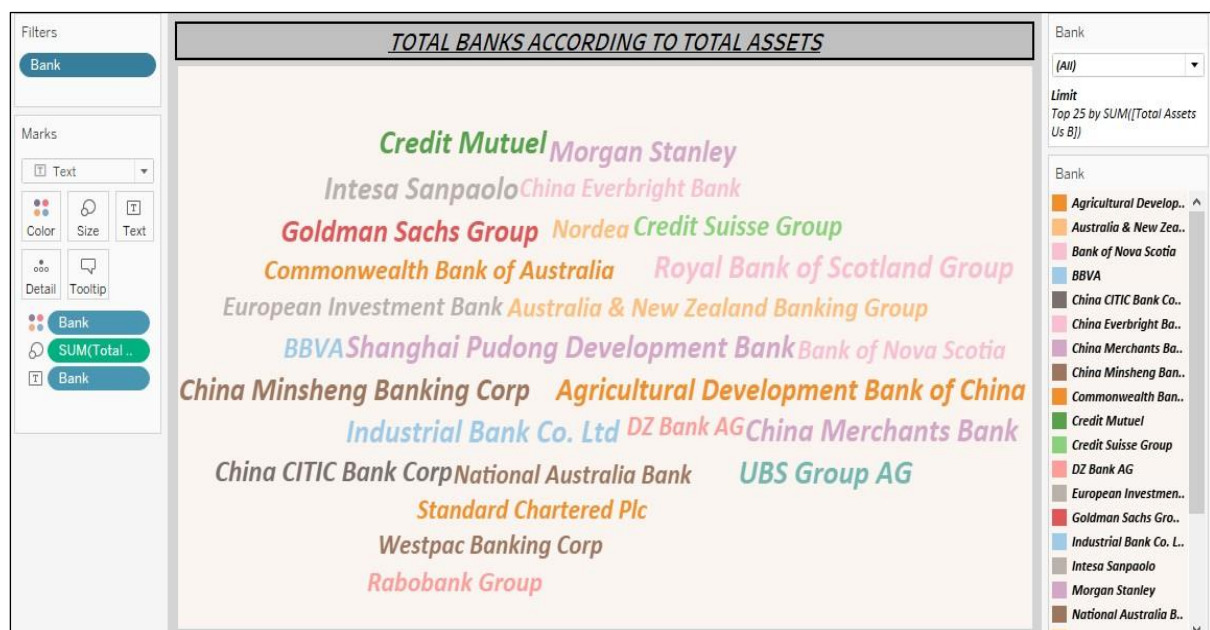 Filters
Bank
Marks
Text
Color Size Text
Detail Tooltip
Bank
SUM(Total ..
Bank
TOTAL BANKS ACCORDING TO TOTAL ASSETS
Credit Mutuel Morgan Stanley
Intesa Sanpaolo China Everbright Bank
Goldman Sachs Group Nordea Credit Suisse Group
Commonwealth Bank of Australia Royal Bank of Scotland Group
European Investment Bank Australia & New Zealand Banking Group
BBVA Shanghai Pudong Development Bank Bank of Nova Scotia
China Minsheng Banking Corp Agricultural Development Bank of China
Industrial Bank Co. Ltd DZ Bank AG China Merchants Bank
China CITIC Bank Corp National Australia Bank UBS Group AG
Standard Chartered Plc
Westpac Banking Corp
Rabobank Group
Bank
(All)
Limit
Top 25 by SUM([Total Assets
Us B])
Bank
Agricultural Develop..
Australia & New Zea..
Bank of Nova Scotia
BBVA
China CITIC Bank Co..
China Everbright Ba..
China Merchants Ba..
China Minsheng Ban..
Commonwealth Ban..
Credit Mutuel
Credit Suisse Group
DZ Bank AG
European Investmen..
Goldman Sachs Gro..
Industrial Bank Co. L..
Intesa Sanpaolo
Morgan Stanley
National Australia B..